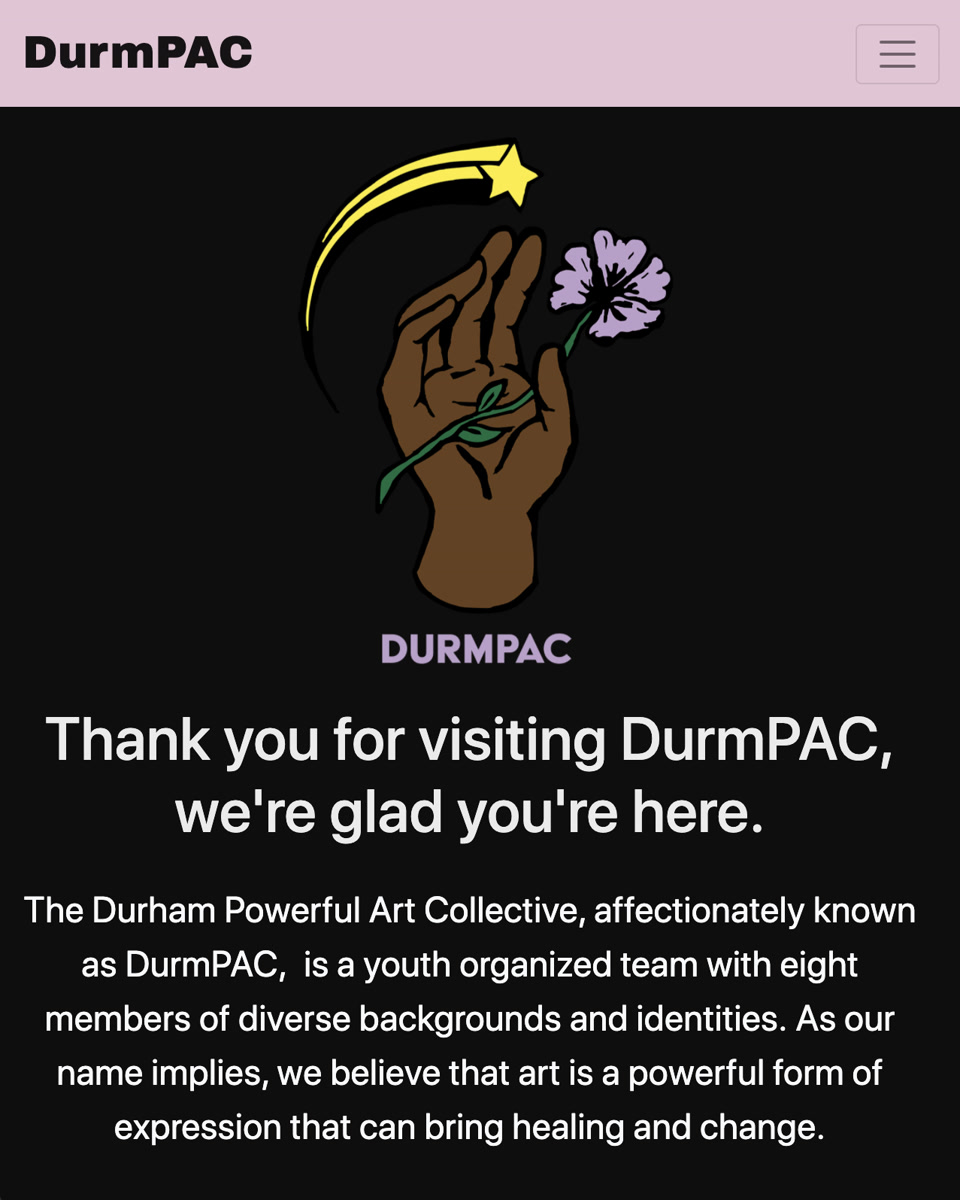 DurmPAC
DURMPAC
Thank you for visiting DurmPAC,
we're glad you're here.
The Durham Powerful Art Collective, affectionately known
as DurmPAC,  is a youth organized team with eight
members of diverse backgrounds and identities. As our
name implies, we believe that art is a powerful form of
expression that can bring healing and change.